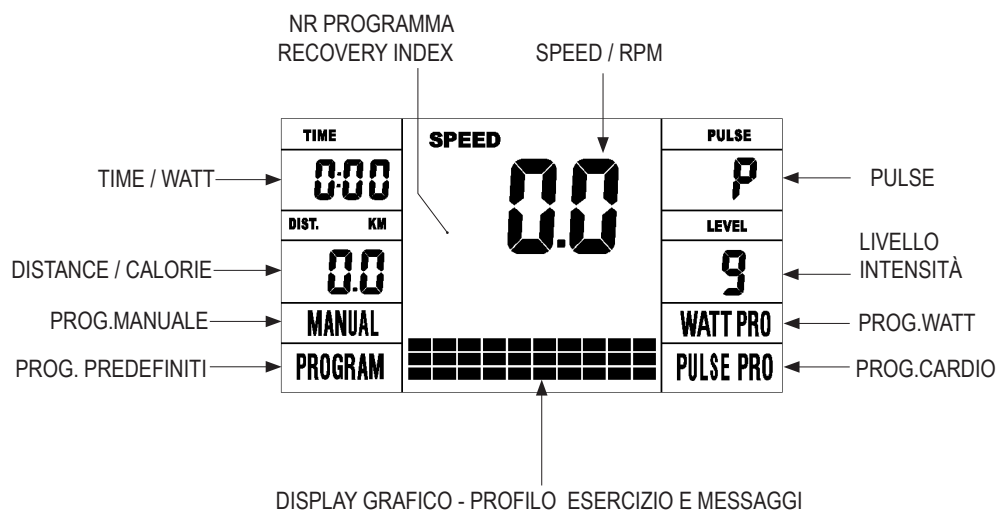 NR PROGRAMMA
RECOVERY INDEX
SPEED / RPM
TIME
SPEED
PULSE
TIME / WATT
0:00
0.0
P
PULSE
DIST. KM
LEVEL
DISTANCE / CALORIE
0.0
9
LIVELLO
INTENSITÀ
PROG.MANUALE
MANUAL
WATT PRO
PROG.WATT
PROG. PREDEFINITI
PROGRAM
PULSE PRO
PROG.CARDIO
DISPLAY GRAFICO - PROFILO ESERCIZIO E MESSAGGI